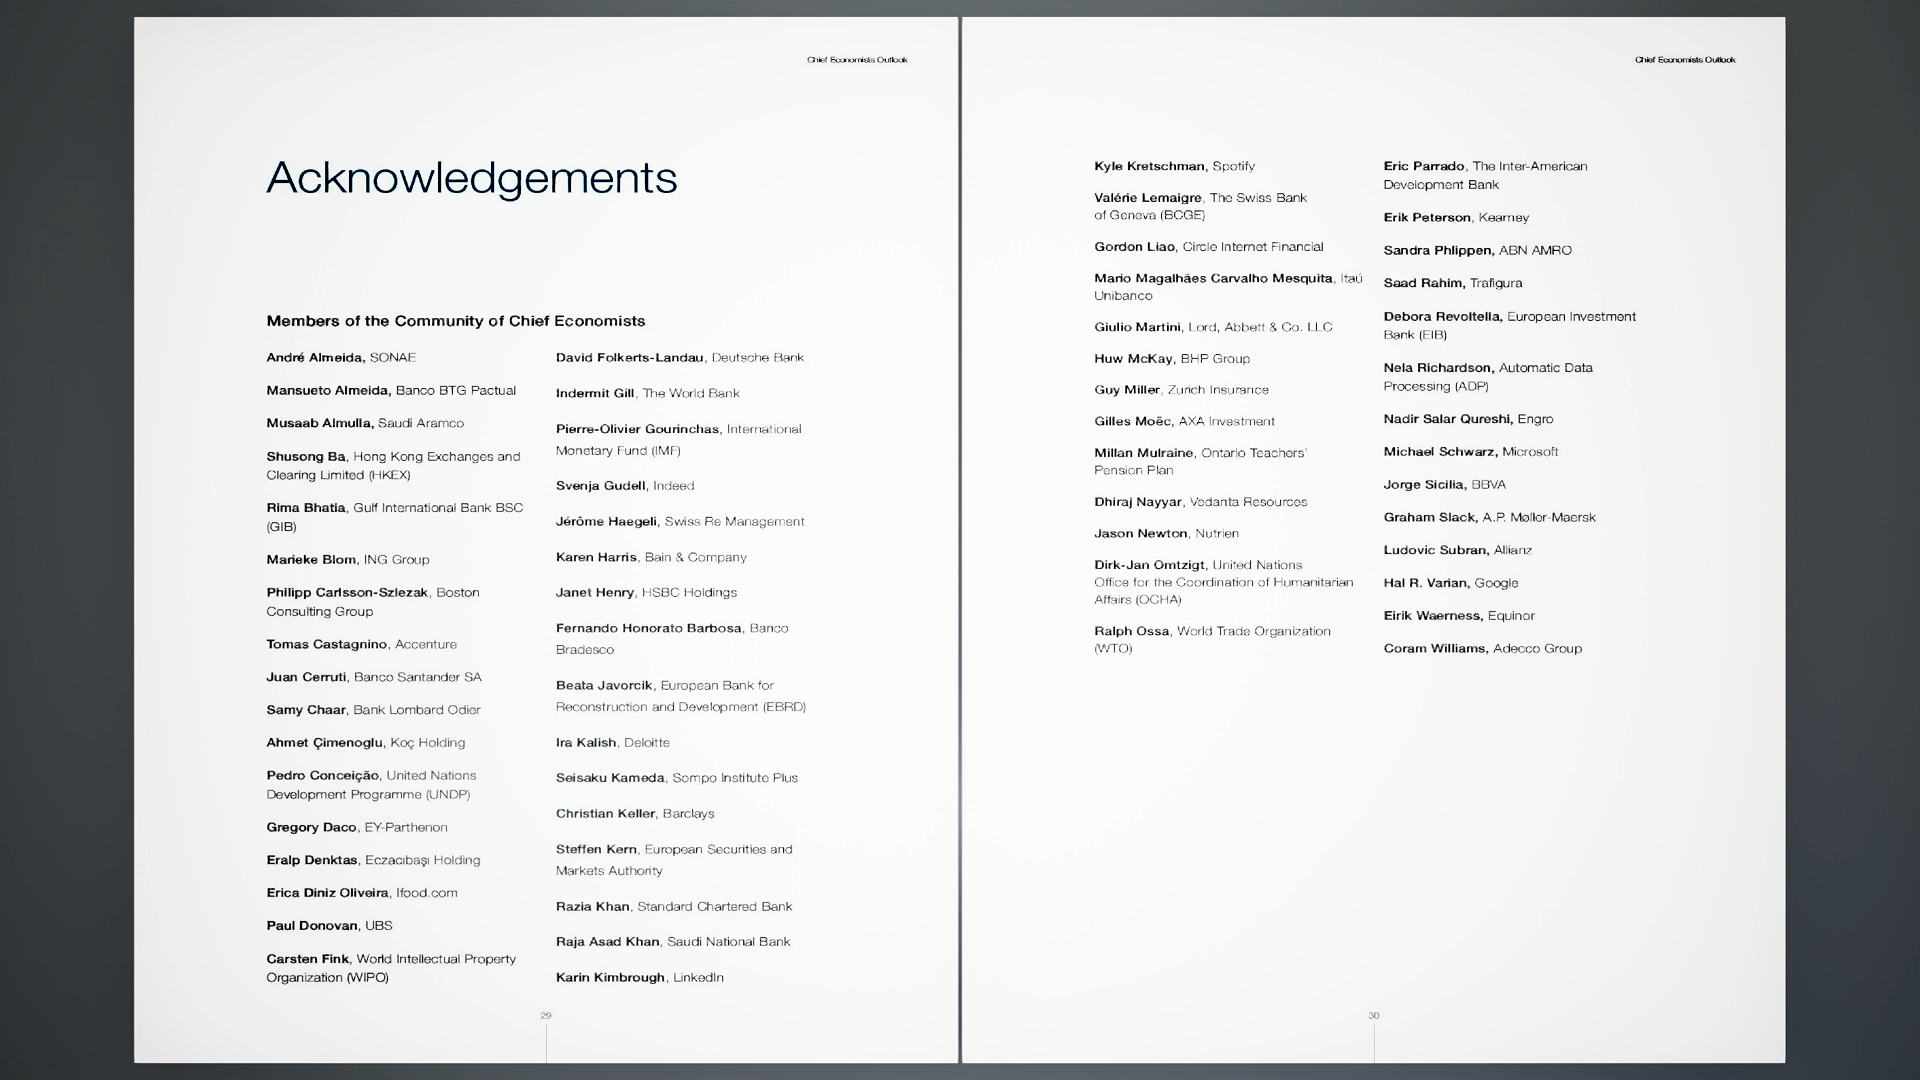 Chief Economists Outlook
Acknowledgements
Members of the Community of Chief Economists
André Almeida, SONAE
Mansueto Almeida, Banco BTG Pactual
Musaab Almulla, Saudi Aramco
Shusong Ba, Hong Kong Exchanges and
Clearing Limited (HKEX)
Rima Bhatia, Gulf International Bank BSC
(GIB)
Marieke Blom, ING Group
Philipp Carlsson-Szlezak, Boston
Consulting Group
Tomas Castagnino, Accenture
Juan Cerruti, Banco Santander SA
Samy Chaar, Bank Lombard Odier
Ahmet Çimenoglu, Koç Holding
Pedro Conceição, United Nations
Development Programme (UNDP)
Gregory Daco, EY-Parthenon
Eralp Denktas, Eczacıbaşı Holding
Erica Diniz Oliveira, Ifood.com
Paul Donovan, UBS
Carsten Fink, World Intellectual Property
Organization (WIPO)
David Folkerts-Landau, Deutsche Bank
Indermit Gill, The World Bank
Pierre-Olivier Gourinchas, International
Monetary Fund (IMF)
Svenja Gudell, Indeed
Jérôme Haegeli, Swiss Re Management
Karen Harris, Bain & Company
Janet Henry, HSBC Holdings
Fernando Honorato Barbosa, Banco
Bradesco
Beata Javorcik, European Bank for
Reconstruction and Development (EBRD)
Ira Kalish, Deloitte
Seisaku Kameda, Sompo Institute Plus
Christian Keller, Barclays
Steffen Kern, European Securities and
Markets Authority
Razia Khan, Standard Chartered Bank
Raja Asad Khan, Saudi National Bank
Karin Kimbrough, LinkedIn
29
Chief Economists Outlook
Kyle Kretschman, Spotify
Valérie Lemaigre, The Swiss Bank
of Geneva (BCGE)
Gordon Liao, Circle Internet Financial
Mario Magalhães Carvalho Mesquita, Itaú
Unibanco
Giulio Martini, Lord, Abbett & Co. LLC
Huw McKay, BHP Group
Guy Miller, Zurich Insurance
Gilles Moëc, AXA Investment
Millan Mulraine, Ontario Teachers'
Pension Plan
Dhiraj Nayyar, Vedanta Resources
Jason Newton, Nutrien
Dirk-Jan Omtzigt, United Nations
Office for the Coordination of Humanitarian
Affairs (OCHA)
Ralph Ossa, World Trade Organization
(WTO)
Eric Parrado, The Inter-American
Development Bank
Erik Peterson, Kearney
Sandra Phlippen, ABN AMRO
Saad Rahim, Trafigura
Debora Revoltella, European Investment
Bank (EIB)
Nela Richardson, Automatic Data
Processing (ADP)
Nadir Salar Qureshi, Engro
Michael Schwarz, Microsoft
Jorge Sicilia, BBVA
Graham Slack, A.P. Møller-Maersk
Ludovic Subran, Allianz
Hal R. Varian, Google
Eirik Waerness, Equinor
Coram Williams, Adecco Group
30